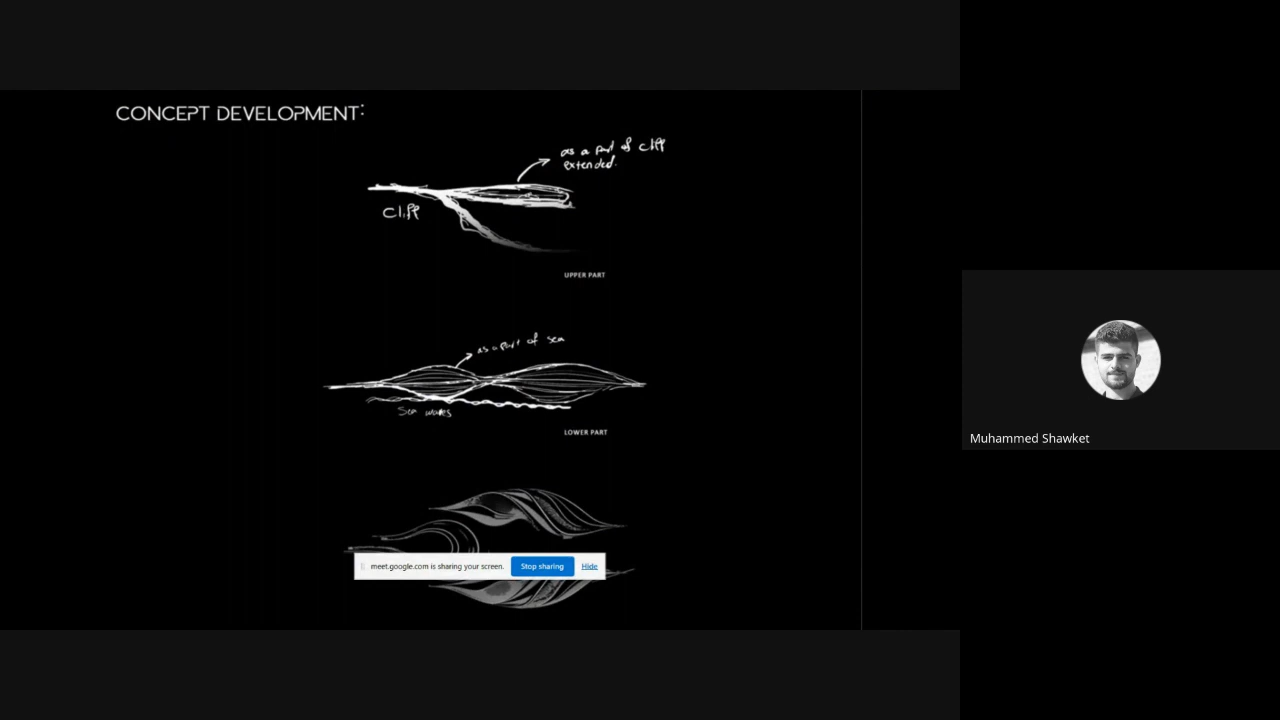 CONCEPT DEVELOPMENT:
as a part of cliff
extended.
Cliff
UPPER PART
as a part of sea
Sea waves
LOWER PART
meet.google.com is sharing your screen. Stop sharing Hide
Muhammed Shawket